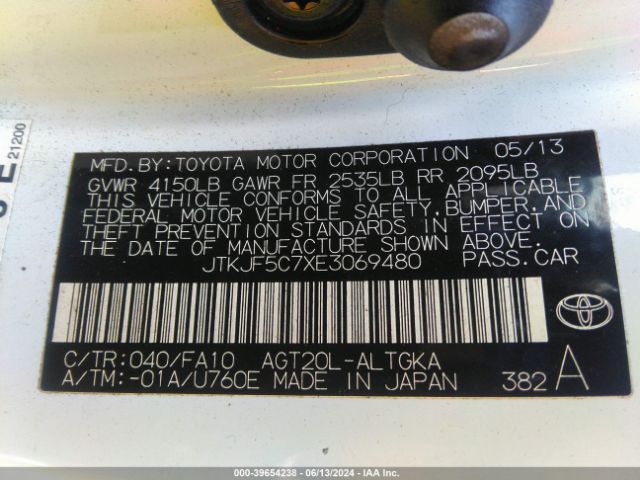 21200
MFD.BY:TOYOTA MOTOR CORPORATION 05/13
GVWR 4150LB GAWR FR 2535LB RR 2095LB
THIS VEHICLE CONFORMS TO ALL APPLICABLE
FEDERAL MOTOR VEHICLE SAFETY,BUMPER,AND
THEFT PREVENTION STANDARDS IN EFFECT ON
THE DATE OF MANUFACTURE SHOWN ABOVE.
JTKJF5C7XE3069480 PASS.CAR
C/TR:040/FA10 AGT20L-ALTGKA
A/TM:-01A/U760E MADE IN JAPAN 382 A
000-39654238 - 06/13/2024 - IAA Inc.